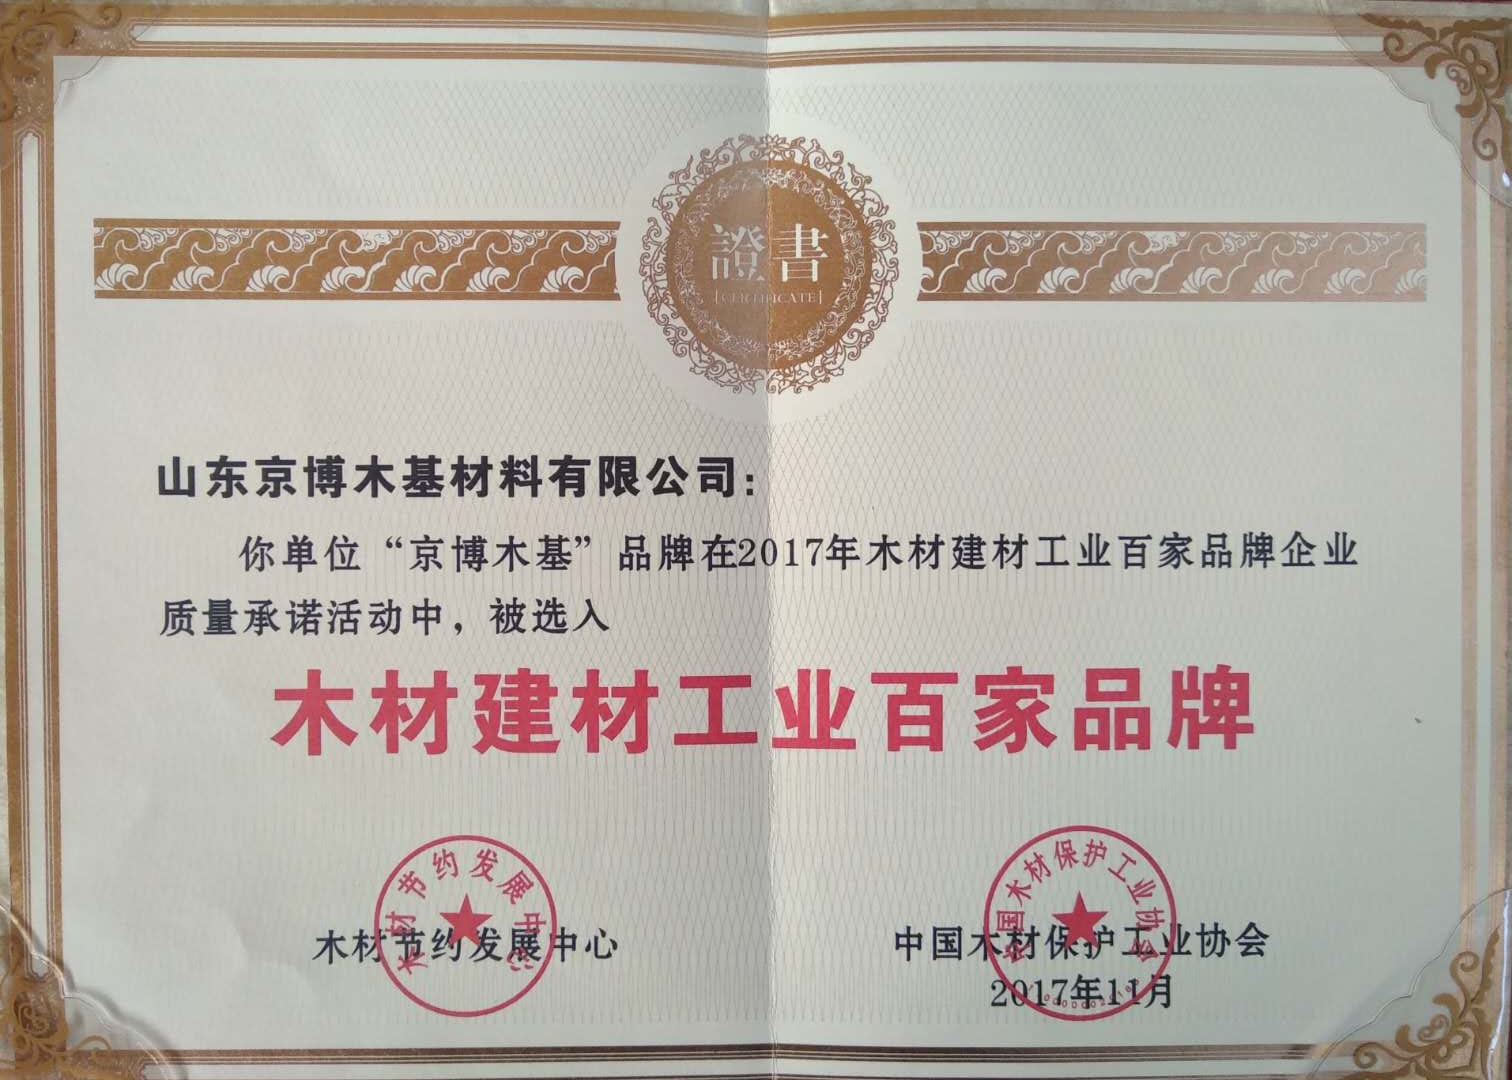 證書
CERTIFICATE
山东京博木基材料有限公司：
你单位“京博木基”品牌在2017年木材建材工业百家品牌企业
质量承诺活动中，被选入
木材建材工业百家品牌
木材节约发展中心
木材节约发展中心
中国木材保护工业协会
中国木材保护工业协会
2017年11月